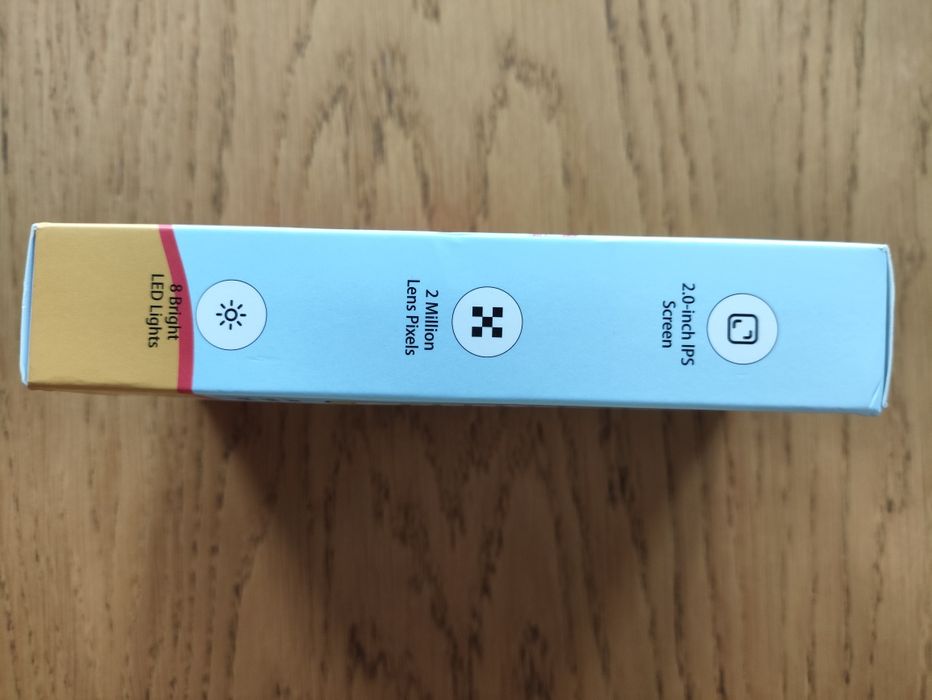 2.0-inch IPS
Screen
2 Million
Lens Pixels
8 Bright
LED Lights